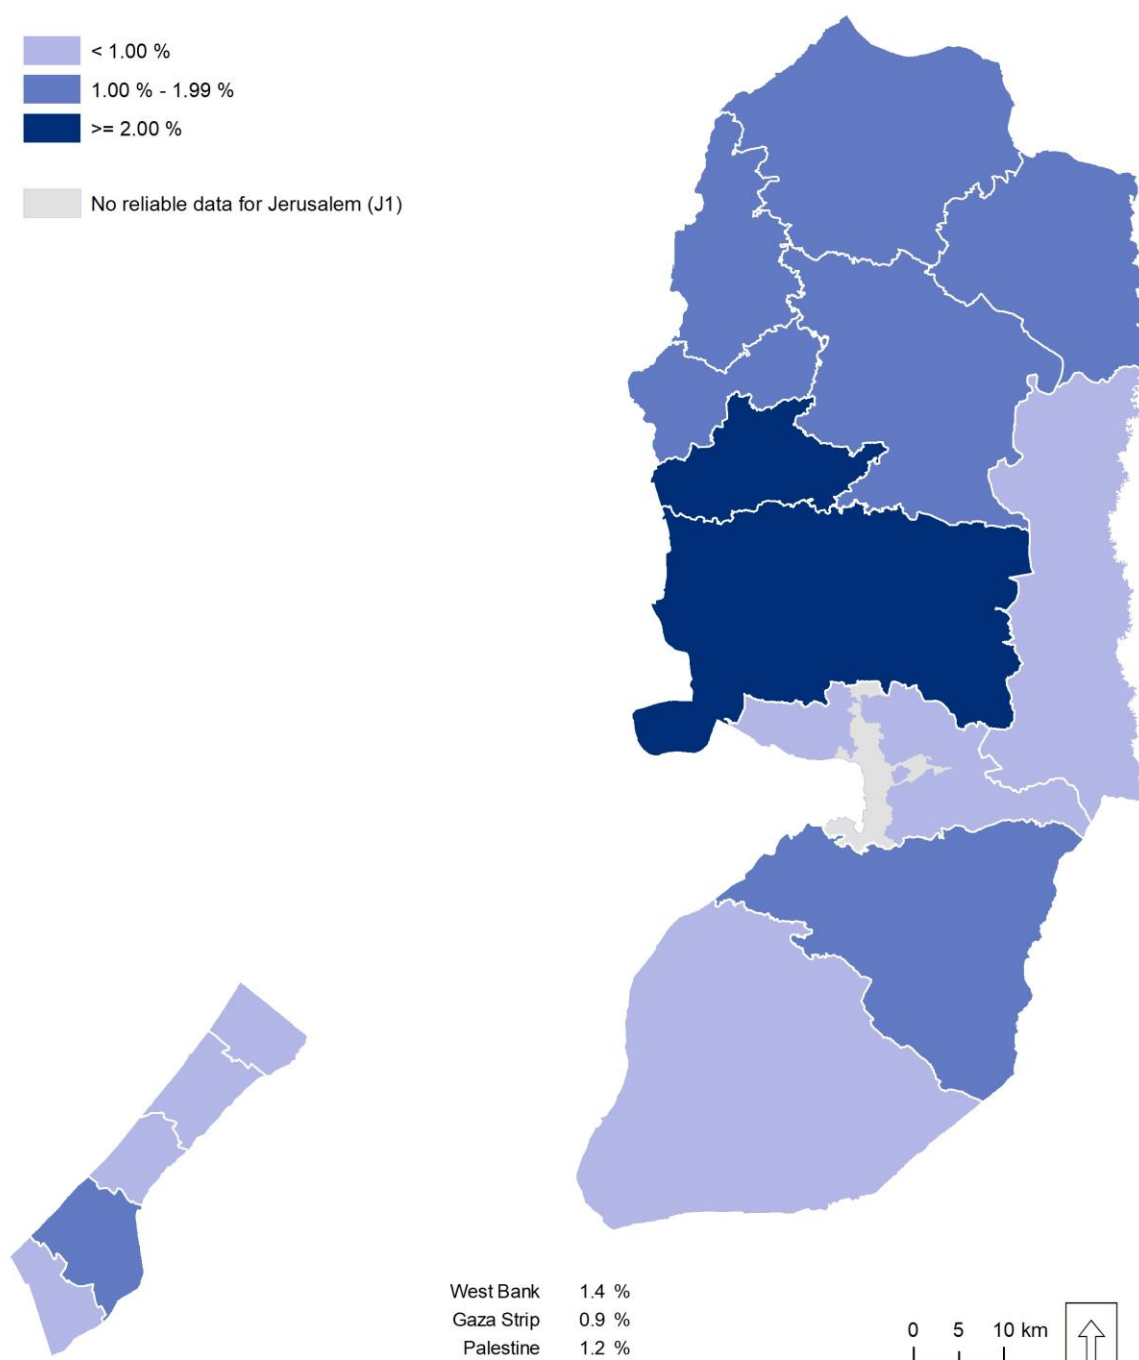 < 1.00 %
1.00 % - 1.99 %
>= 2.00 %
No reliable data for Jerusalem (J1)
West Bank 1.4 %
Gaza Strip 0.9 %
Palestine 1.2 %
0 5 10 km